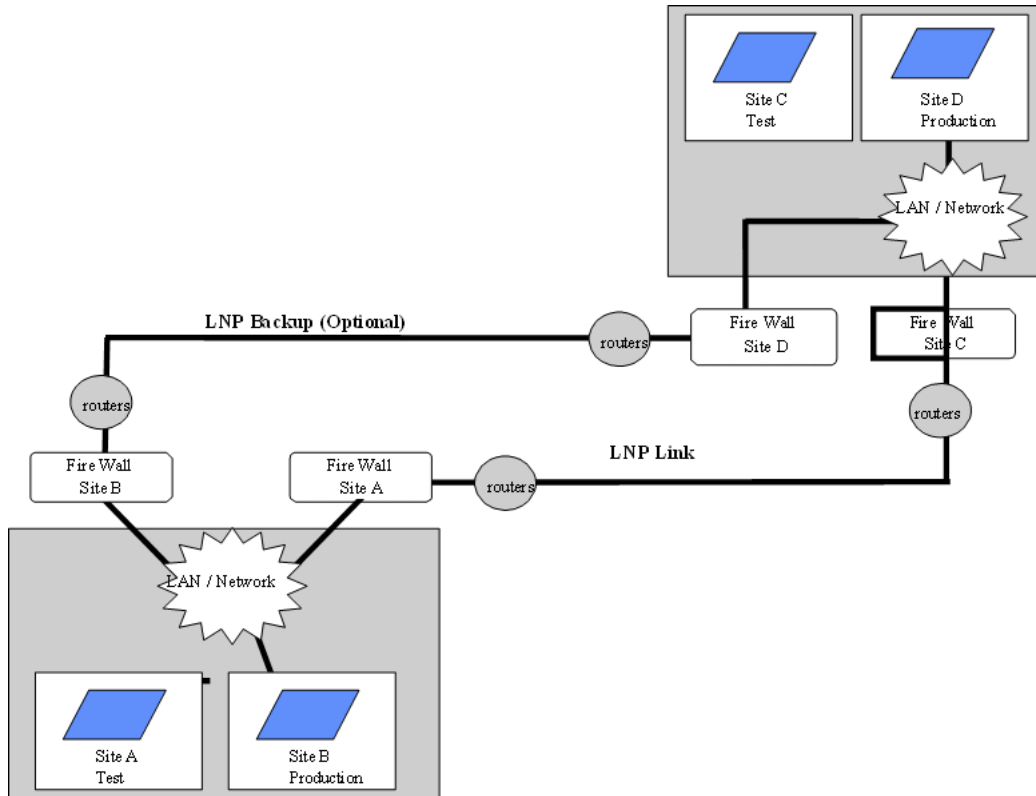 Site C
Test
Site D
Production
LAN / Network
LNP Backup (Optional)
routers
Fire Wall
Site D
Fire Wall
Site C
routers
routers
LNP Link
Fire Wall
Site B
Fire Wall
Site A
routers
LAN / Network
Site A
Test
Site B
Production